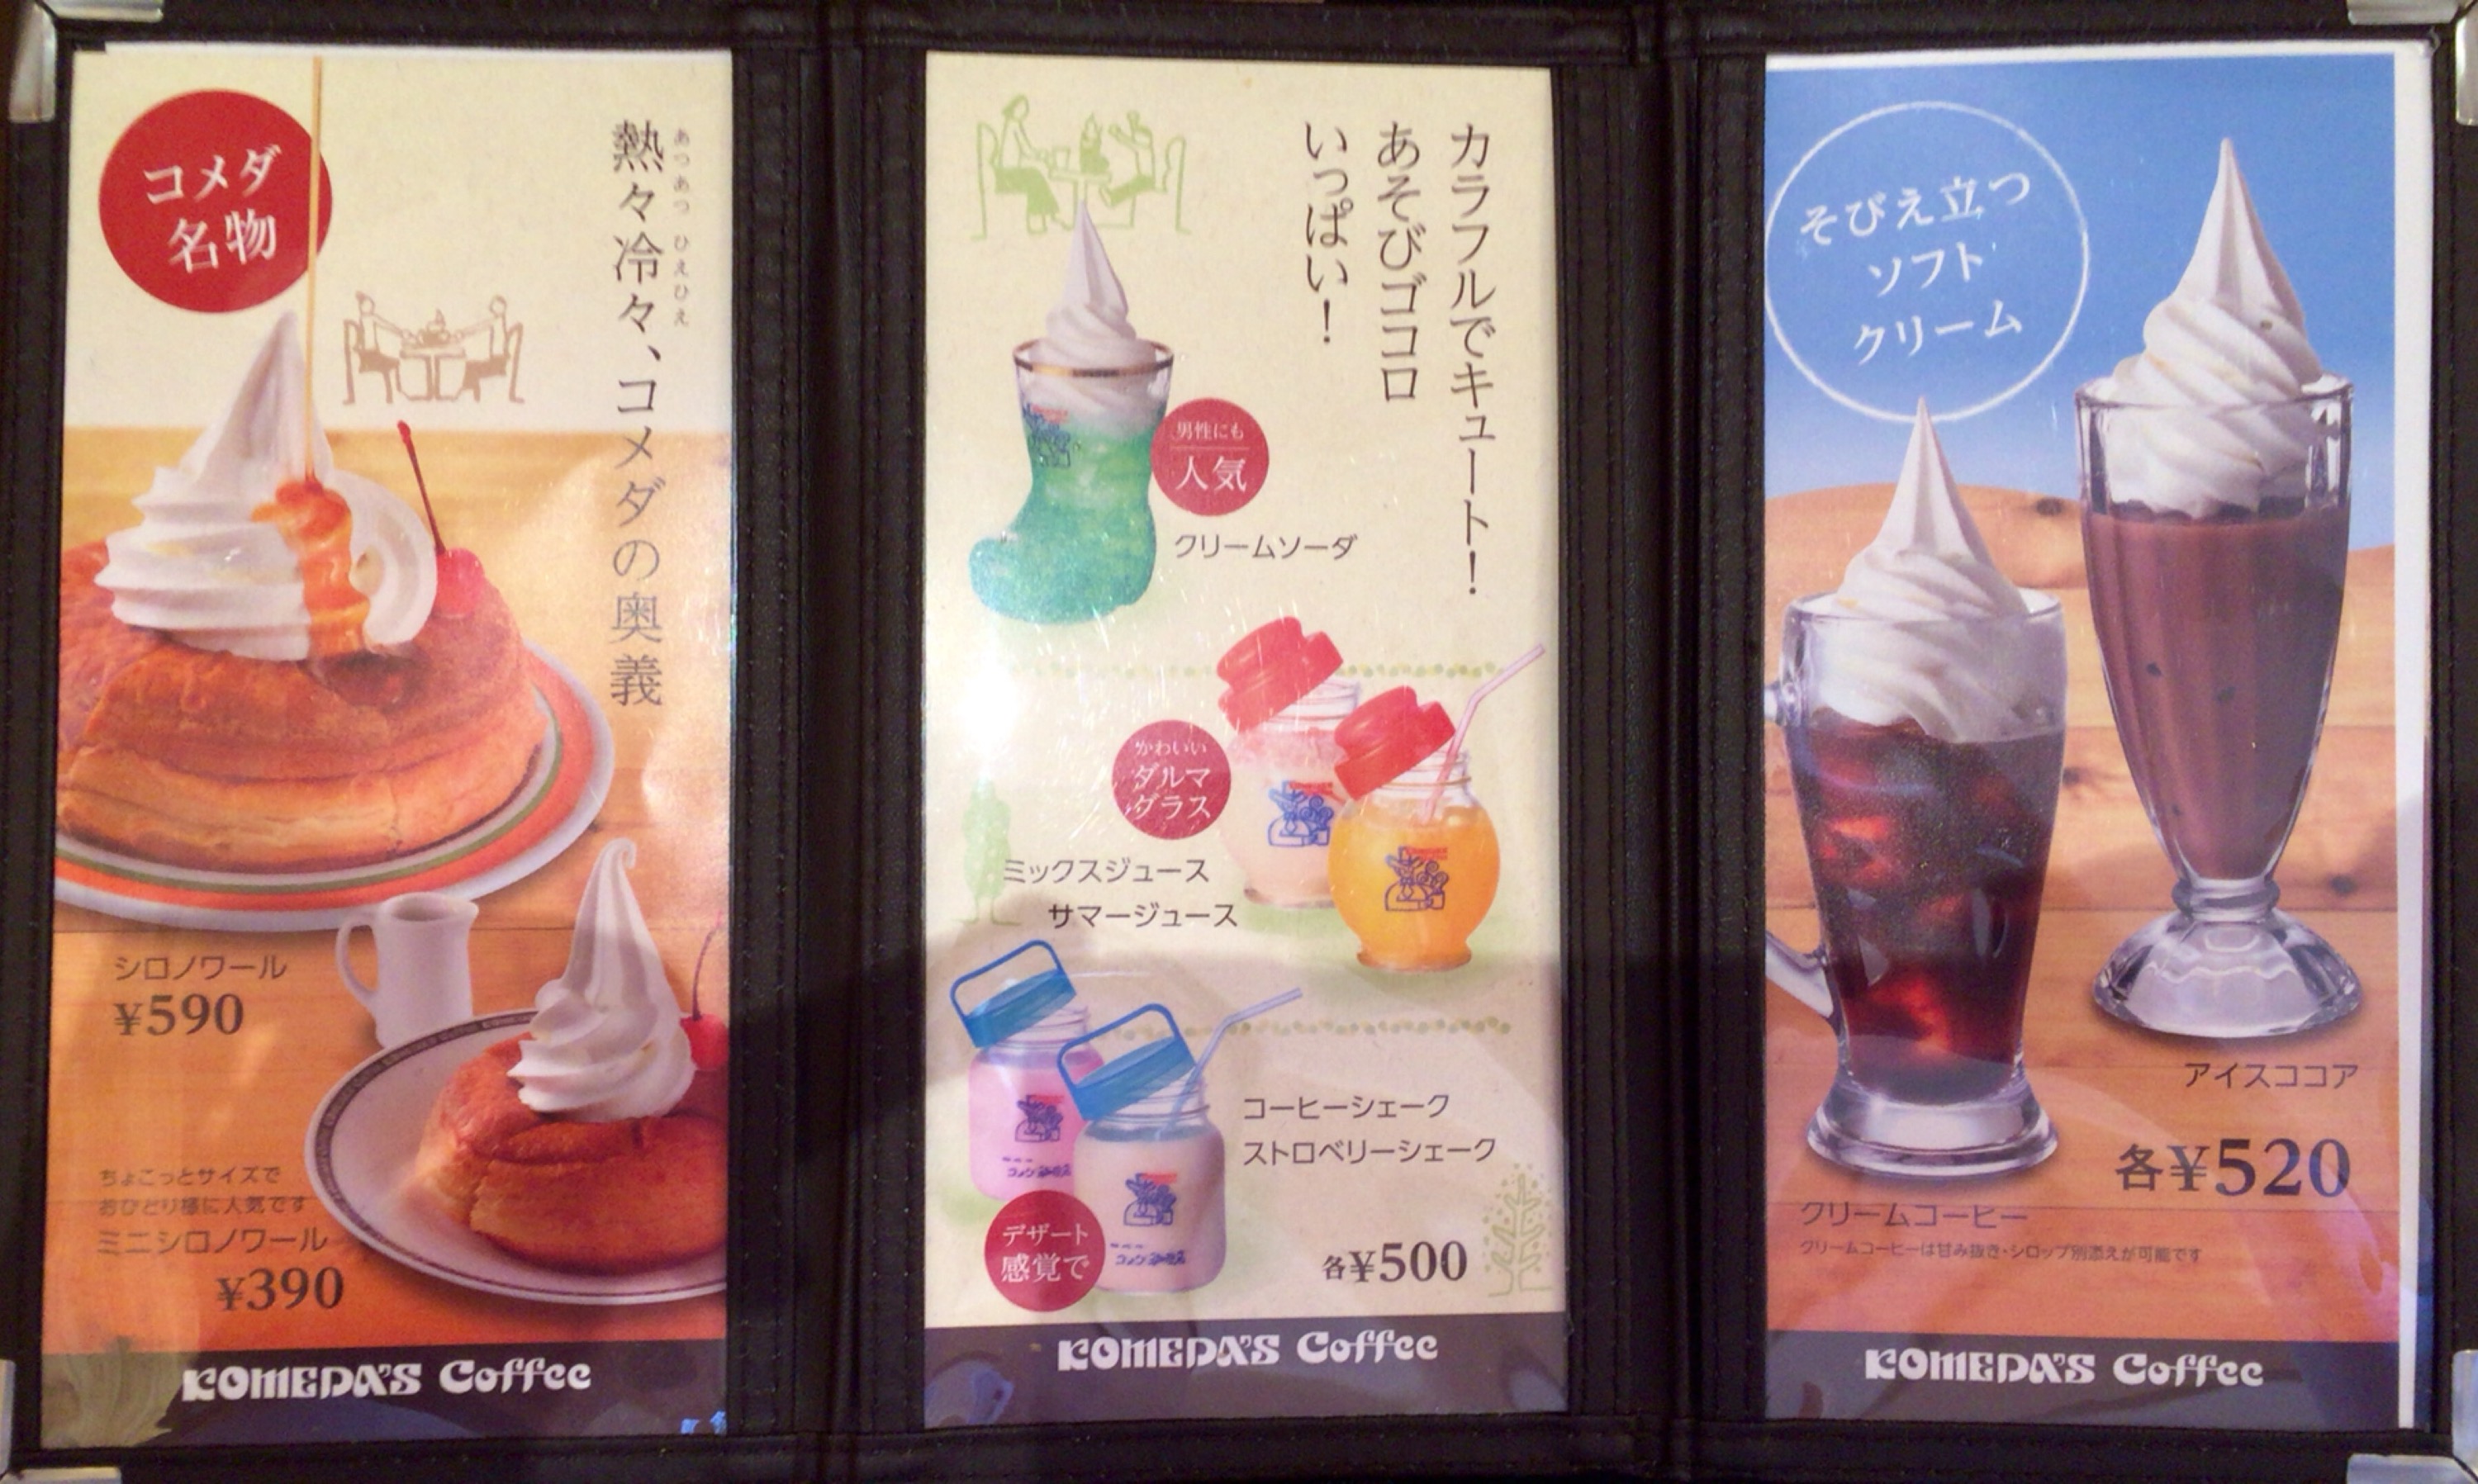 コメダ
名物
熱々冷々、コメダの奥義
あつあつ ひえひえ
シロノワール
¥590
ちょこっとサイズで
おひとり様に人気です
ミニシロノワール
¥390
KOMEDA'S Coffee
カラフルでキュート!
あそびゴコロ
いっぱい!
男性にも
人気
クリームソーダ
かわいい
ダルマ
グラス
ミックスジュース
サマージュース
コーヒーシェーク
ストロベリーシェーク
デザート
感覚で
各¥500
KOMEDA'S Coffee
そびえ立つ
ソフト
クリーム
アイスココア
各¥520
クリームコーヒー
クリームコーヒーは甘み抜き・シロップ別添えが可能です
KOMEDA'S Coffee